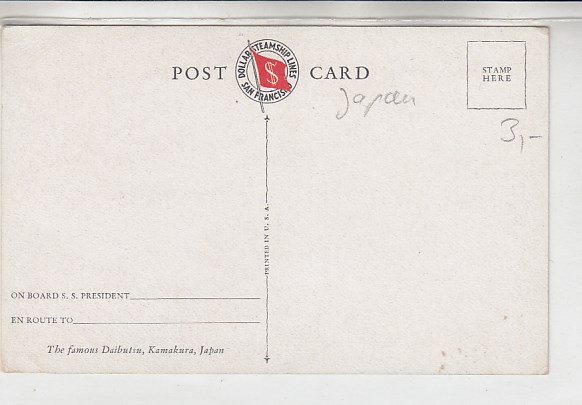 POST CARD
DOLLAR STEAMSHIP LINES
SAN FRANCISCO
$
STAMP
HERE
Japan
3,-
PRINTED IN U. S. A.
ON BOARD S. S. PRESIDENT
EN ROUTE TO
The famous Daibutsu, Kamakura, Japan